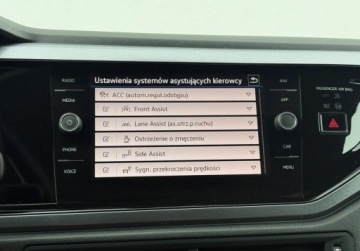 Ustawienia systemów asystujących kierowcy
RADIO
MEDIA
PHONE
VOICE
ACC (autom.regul.odstępu)
Front Assist
Lane Assist (as.utrz.p.ruchu)
Ostrzeżenie o zmęczeniu
Side Assist
Sygn. przekroczenia prędkości
NAV
APP
CAR
MENU
PASSENGER AIR BAG